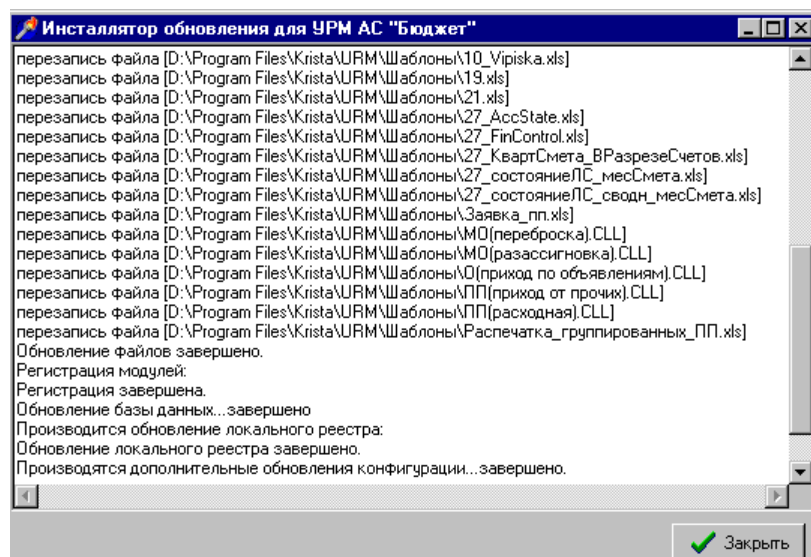 Инсталлятор обновления для УРМ АС "Бюджет"
перезапись файла [D:\Program Files\Krista\URM\Шаблоны\10_Vipiska.xls]
перезапись файла [D:\Program Files\Krista\URM\Шаблоны\19.xls]
перезапись файла [D:\Program Files\Krista\URM\Шаблоны\21.xls]
перезапись файла [D:\Program Files\Krista\URM\Шаблоны\27_AccState.xls]
перезапись файла [D:\Program Files\Krista\URM\Шаблоны\27_FinControl.xls]
перезапись файла [D:\Program Files\Krista\URM\Шаблоны\27_КвартСмета_ВРазрезеСчетов.xls]
перезапись файла [D:\Program Files\Krista\URM\Шаблоны\27_состояниеЛС_месСмета.xls]
перезапись файла [D:\Program Files\Krista\URM\Шаблоны\27_состояниеЛС_сводн_месСмета.xls]
перезапись файла [D:\Program Files\Krista\URM\Шаблоны\Заявка_пп.xls]
перезапись файла [D:\Program Files\Krista\URM\Шаблоны\МО(переброска).CLL]
перезапись файла [D:\Program Files\Krista\URM\Шаблоны\МО(разассигновка).CLL]
перезапись файла [D:\Program Files\Krista\URM\Шаблоны\О(приход по объявлениям).CLL]
перезапись файла [D:\Program Files\Krista\URM\Шаблоны\ПП(приход от прочих).CLL]
перезапись файла [D:\Program Files\Krista\URM\Шаблоны\ПП(расходная).CLL]
перезапись файла [D:\Program Files\Krista\URM\Шаблоны\Распечатка_группированных_ПП.xls]
Обновление файлов завершено.
Регистрация модулей:
Регистрация завершена.
Обновление базы данных...завершено
Производится обновление локального реестра:
Обновление локального реестра завершено.
Производятся дополнительные обновления конфигурации...завершено.
Закрыть